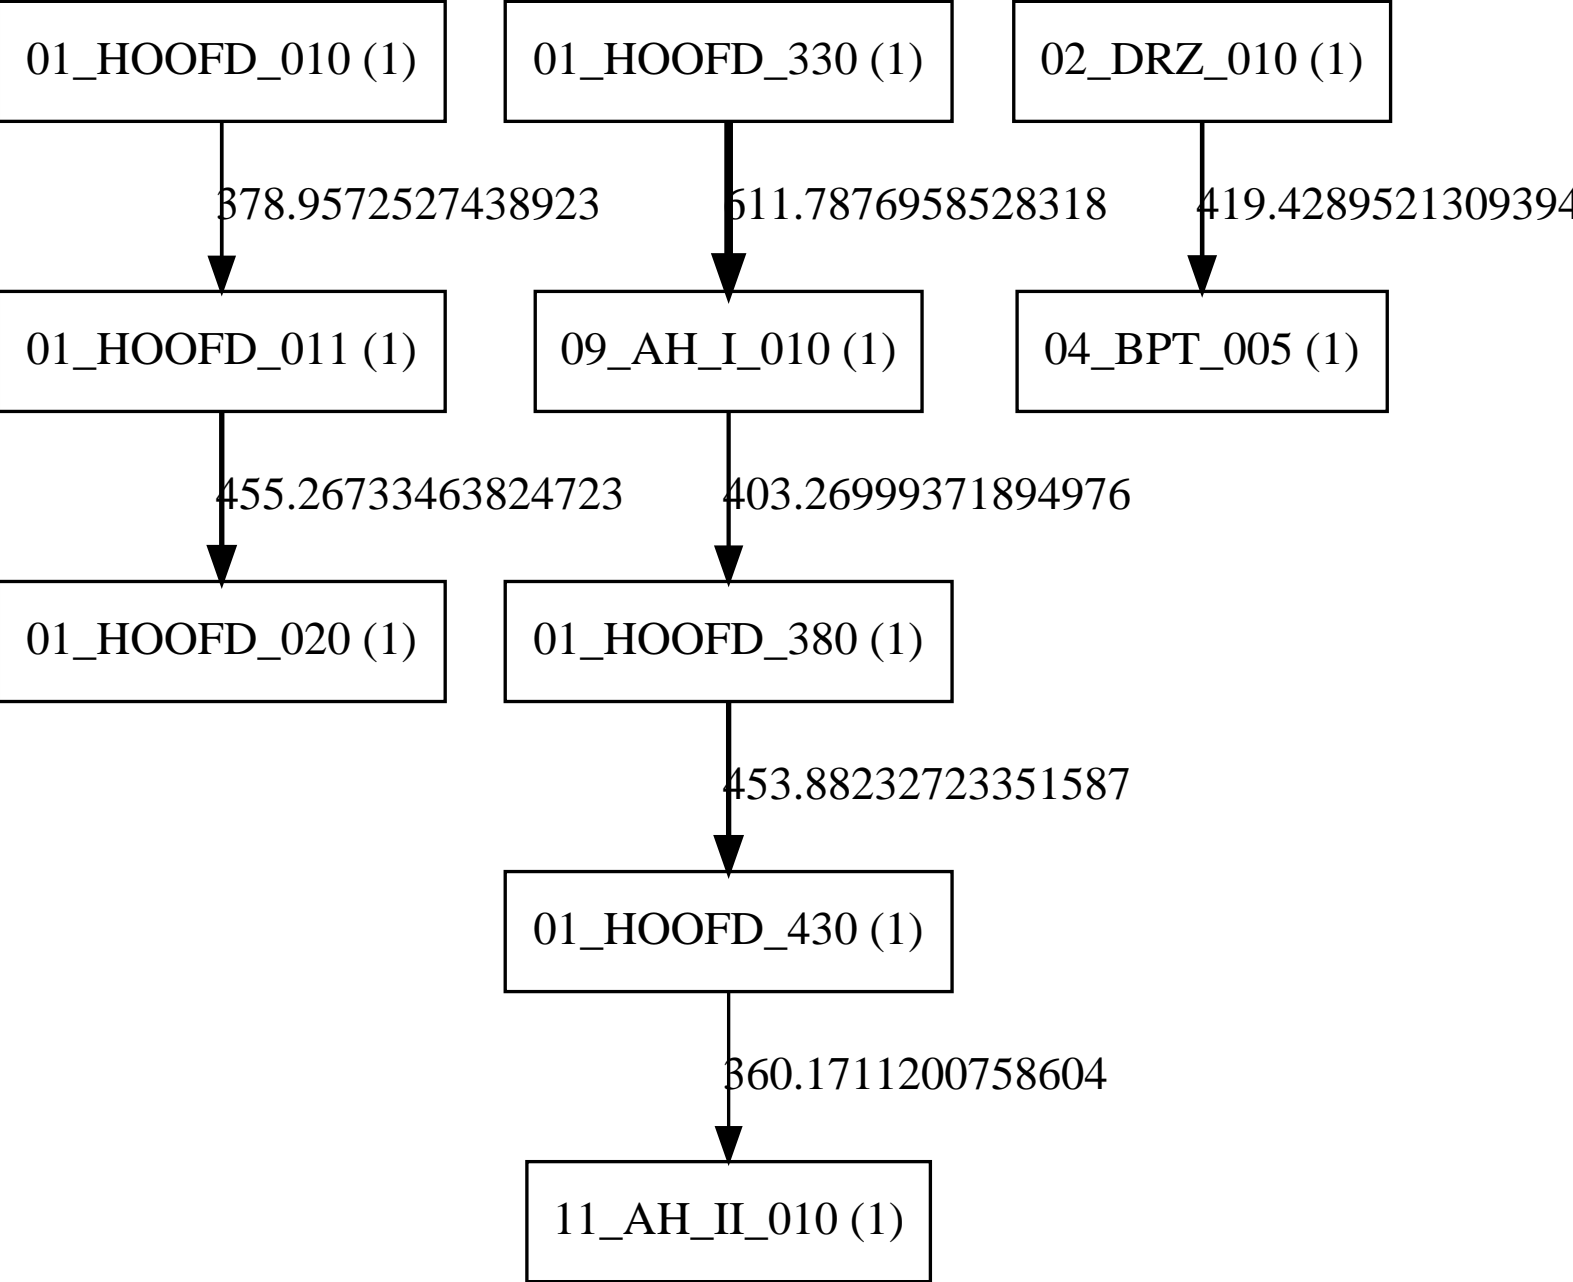 01_HOOFD_010 (1)
01_HOOFD_330 (1)
02_DRZ_010 (1)
378.9572527438923
611.7876958528318
419.4289521309394
01_HOOFD_011 (1)
09_AH_I_010 (1)
04_BPT_005 (1)
455.26733463824723
403.26999371894976
01_HOOFD_020 (1)
01_HOOFD_380 (1)
453.88232723351587
01_HOOFD_430 (1)
360.1711200758604
11_AH_II_010 (1)